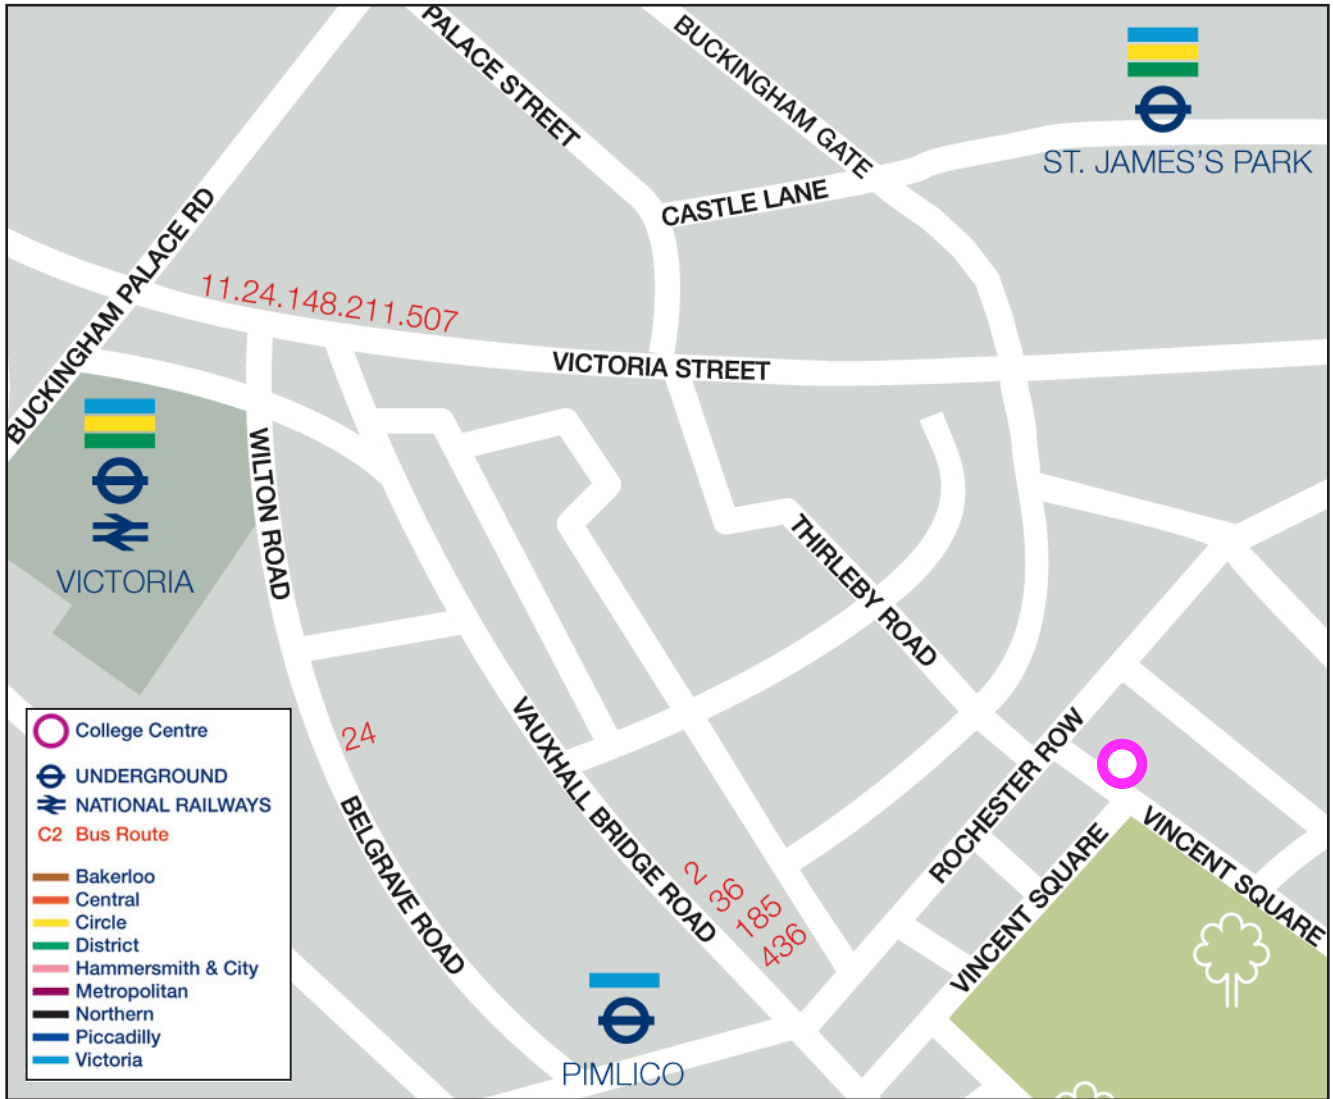 PALACE STREET
BUCKINGHAM GATE
ST. JAMES'S PARK
CASTLE LANE
BUCKINGHAM PALACE RD
11.24.148.211.507
VICTORIA STREET
WILTON ROAD
VICTORIA
THIRLEBY ROAD
24
VAUXHALL BRIDGE ROAD
ROCHESTER ROW
BELGRAVE ROAD
2
36
185
436
VINCENT SQUARE
VINCENT SQUARE
PIMLICO
College Centre
UNDERGROUND
NATIONAL RAILWAYS
C2 Bus Route
Bakerloo
Central
Circle
District
Hammersmith & City
Metropolitan
Northern
Piccadilly
Victoria